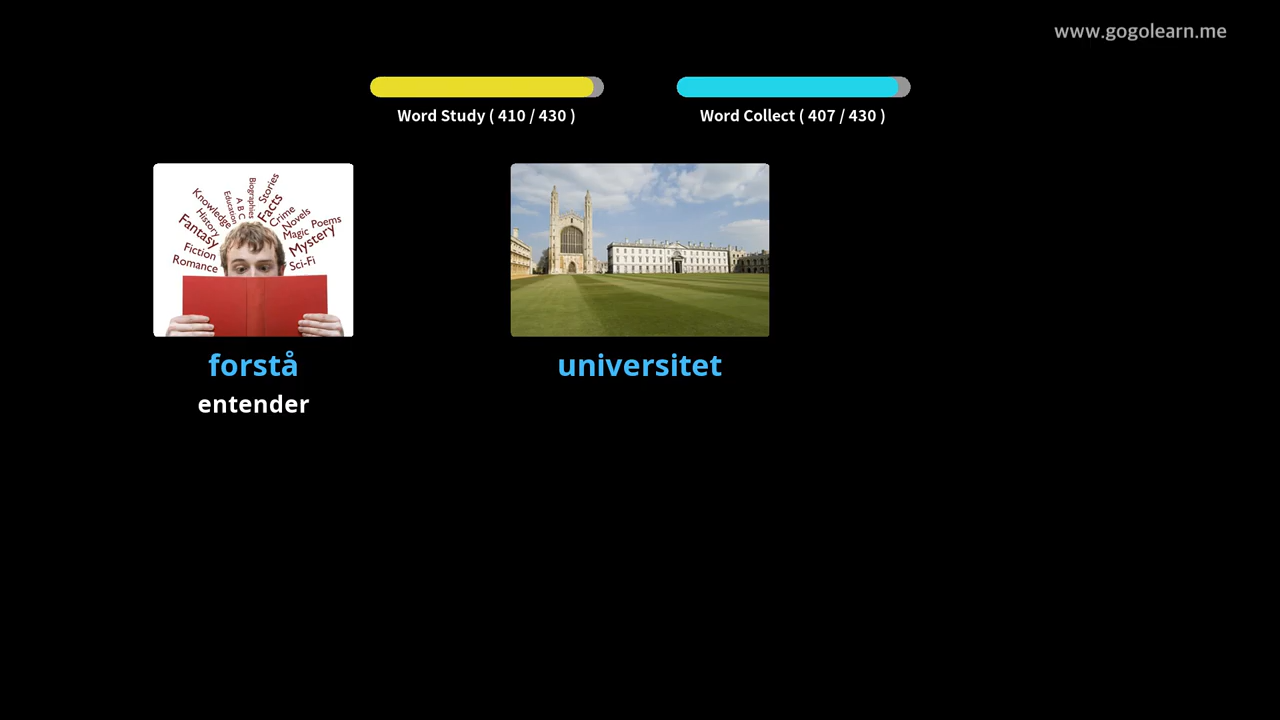 www.gogolearn.me
Word Study ( 410 / 430 )
Word Collect ( 407 / 430 )
Biographies
Stories
Knowledge
Education
A B C
Facts
Crime
History
Novels
Fantasy
Magic
Poems
Mystery
Fiction
Romance
Sci-Fi
forstå
universitet
entender